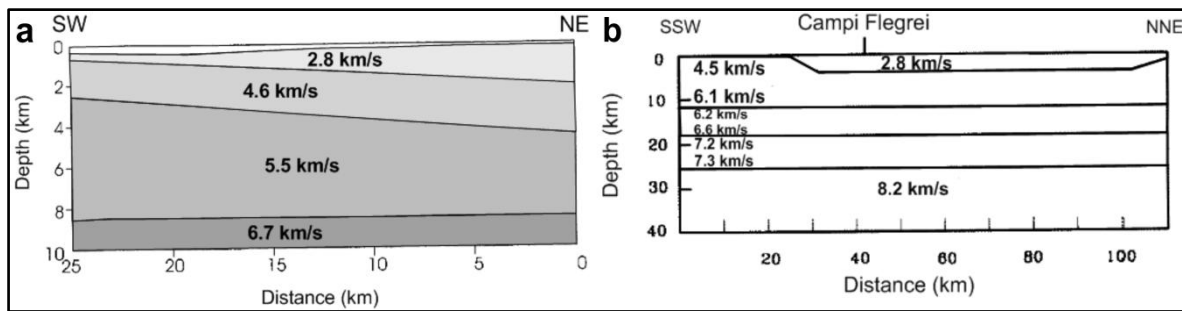 a
SW
NE
0
2
4
6
8
10
Depth (km)
2.8 km/s
4.6 km/s
5.5 km/s
6.7 km/s
25
20
15
10
5
0
Distance (km)
b
Campi Flegrei
SSW
NNE
0
10
20
30
40
Depth (km)
4.5 km/s
2.8 km/s
6.1 km/s
6.2 km/s
6.6 km/s
7.2 km/s
7.3 km/s
8.2 km/s
20
40
60
80
100
Distance (km)